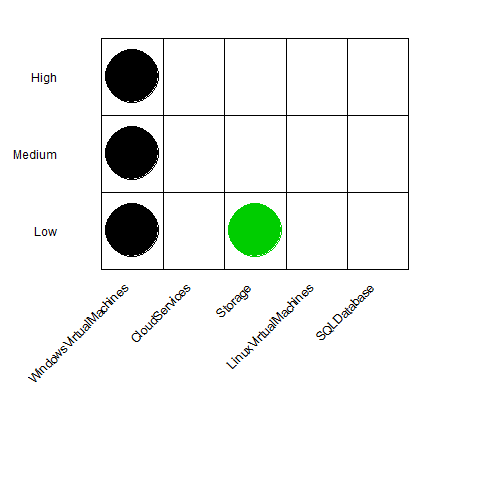 High
Medium
Low
WindowsVirtualMachines
CloudServices
Storage
LinuxVirtualMachines
SQLDatabase